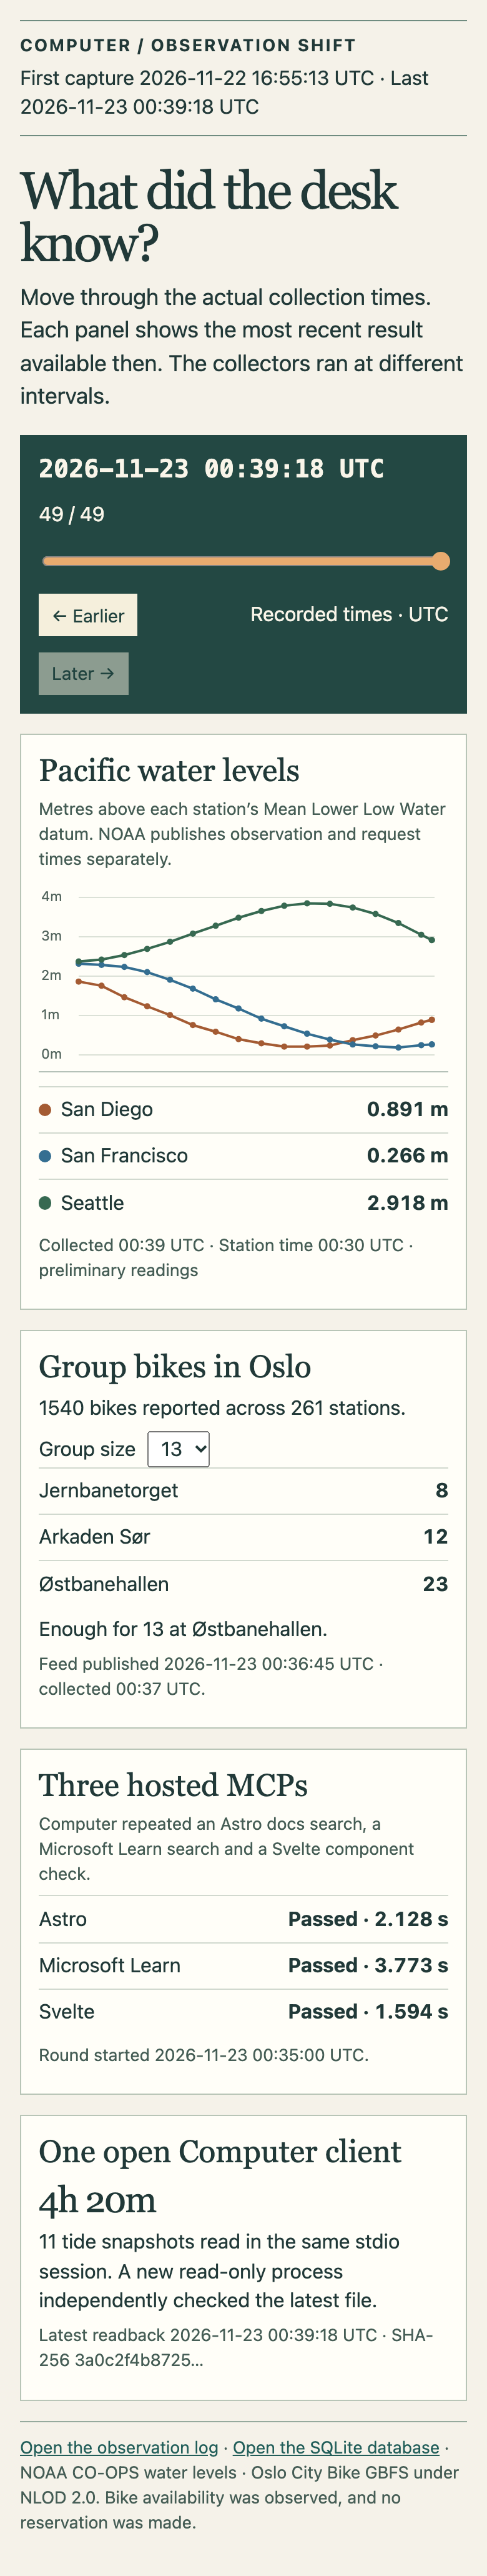 COMPUTER / OBSERVATION SHIFT
First capture 2026-11-22 16:55:13 UTC · Last
2026-11-23 00:39:18 UTC
What did the desk
know?
Move through the actual collection times.
Each panel shows the most recent result
available then. The collectors ran at different
intervals.
2026-11-23 00:39:18 UTC
49 / 49
← Earlier
Recorded times · UTC
Later →
Pacific water levels
Metres above each station's Mean Lower Low Water
datum. NOAA publishes observation and request
times separately.
4m
3m
2m
1m
0m
San Diego 0.891 m
San Francisco 0.266 m
Seattle 2.918 m
Collected 00:39 UTC · Station time 00:30 UTC ·
preliminary readings
Group bikes in Oslo
1540 bikes reported across 261 stations.
Group size 13
Jernbanetorget 8
Arkaden Sør 12
Østbanehallen 23
Enough for 13 at Østbanehallen.
Feed published 2026-11-23 00:36:45 UTC ·
collected 00:37 UTC.
Three hosted MCPs
Computer repeated an Astro docs search, a
Microsoft Learn search and a Svelte component
check.
Astro Passed · 2.128 s
Microsoft Learn Passed · 3.773 s
Svelte Passed · 1.594 s
Round started 2026-11-23 00:35:00 UTC.
One open Computer client
4h 20m
11 tide snapshots read in the same stdio
session. A new read-only process
independently checked the latest file.
Latest readback 2026-11-23 00:39:18 UTC · SHA-
256 3a0c2f4b8725…
Open the observation log · Open the SQLite database ·
NOAA CO-OPS water levels · Oslo City Bike GBFS under
NLOD 2.0. Bike availability was observed, and no
reservation was made.